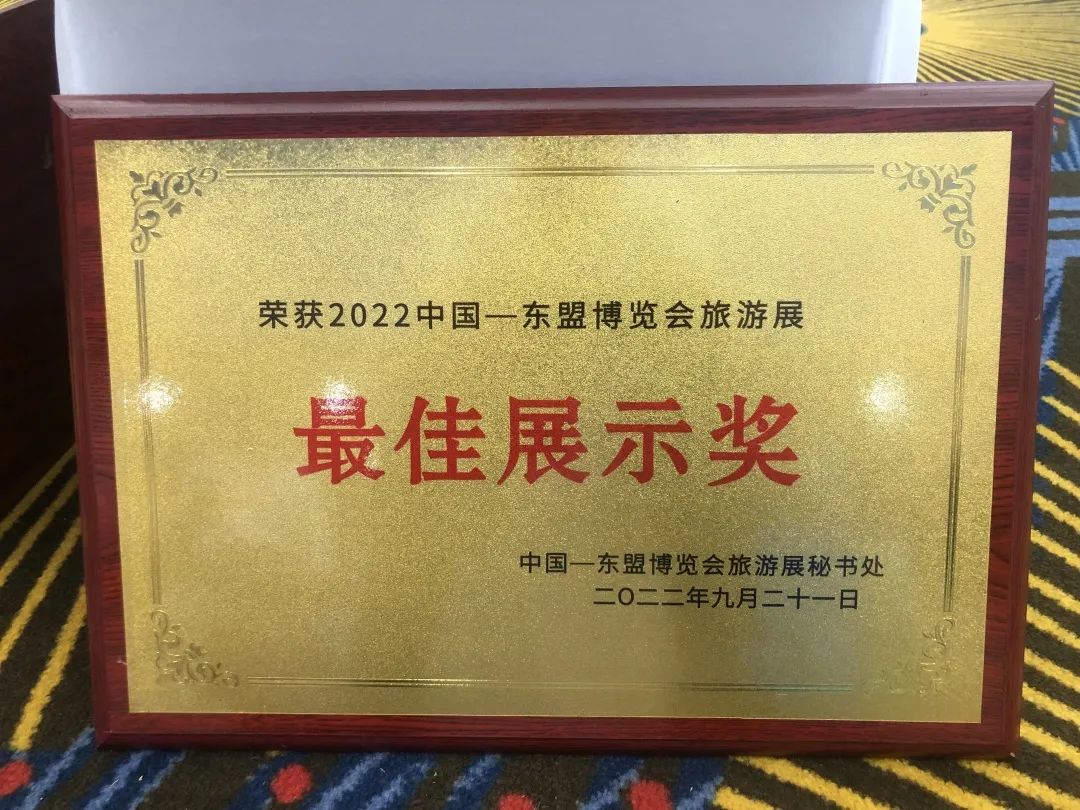 荣获2022中国—东盟博览会旅游展
最佳展示奖
中国—东盟博览会旅游展秘书处
二〇二二年九月二十一日